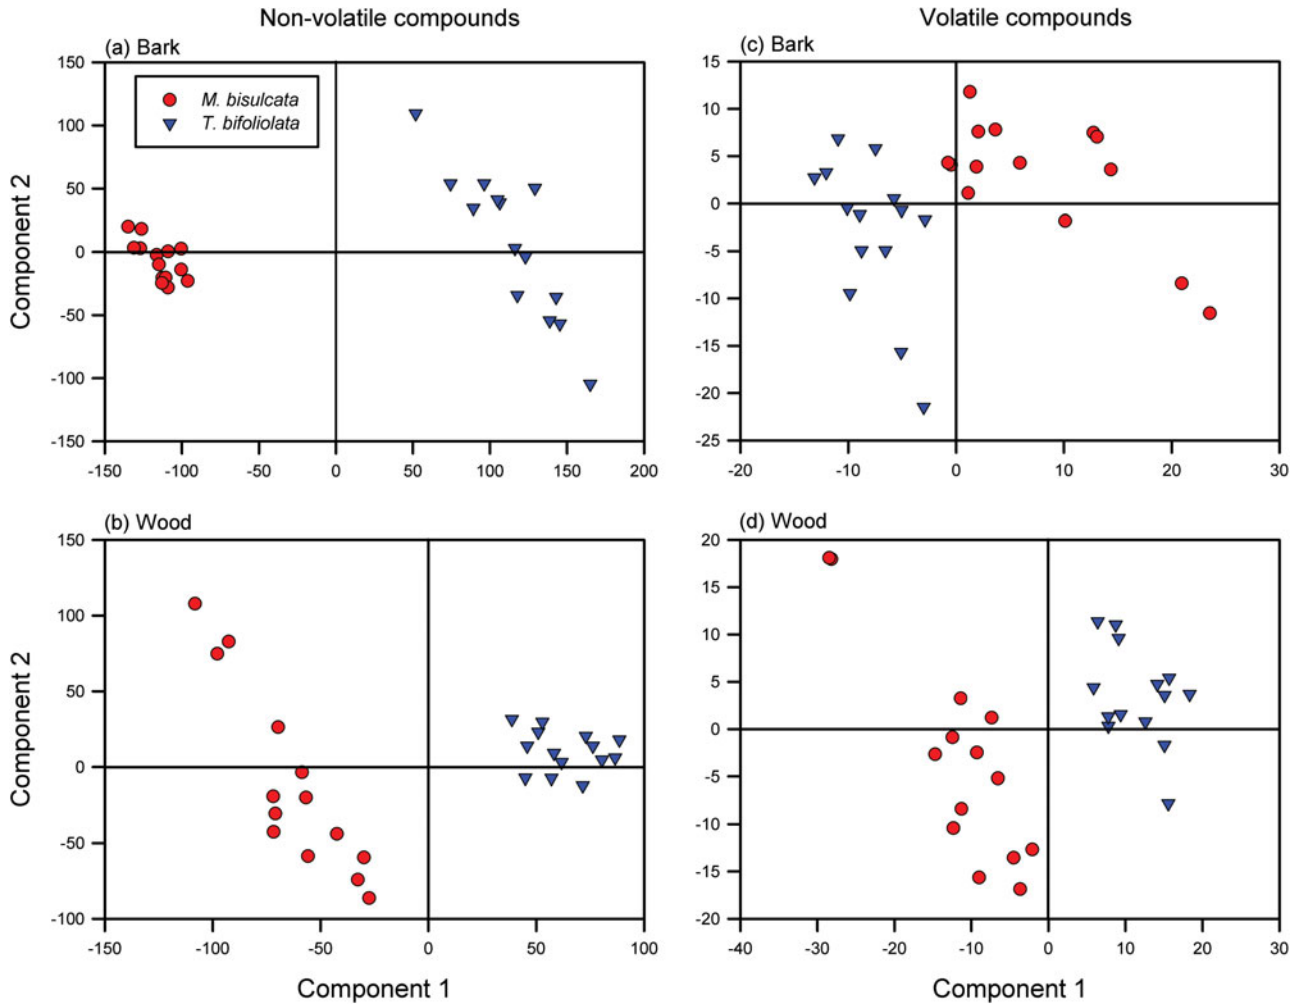 Non-volatile compounds
Volatile compounds
(a) Bark
M. bisulcata
T. bifoliolata
Component 2
150
100
50
0
-50
-100
-150
-150 -100 -50 0 50 100 150 200
(c) Bark
15
10
5
0
-5
-10
-15
-20
-25
-20 -10 0 10 20 30
(b) Wood
Component 2
150
100
50
0
-50
-100
-150 -100 -50 0 50 100
Component 1
(d) Wood
20
15
10
5
0
-5
-10
-15
-20
-40 -30 -20 -10 0 10 20 30
Component 1